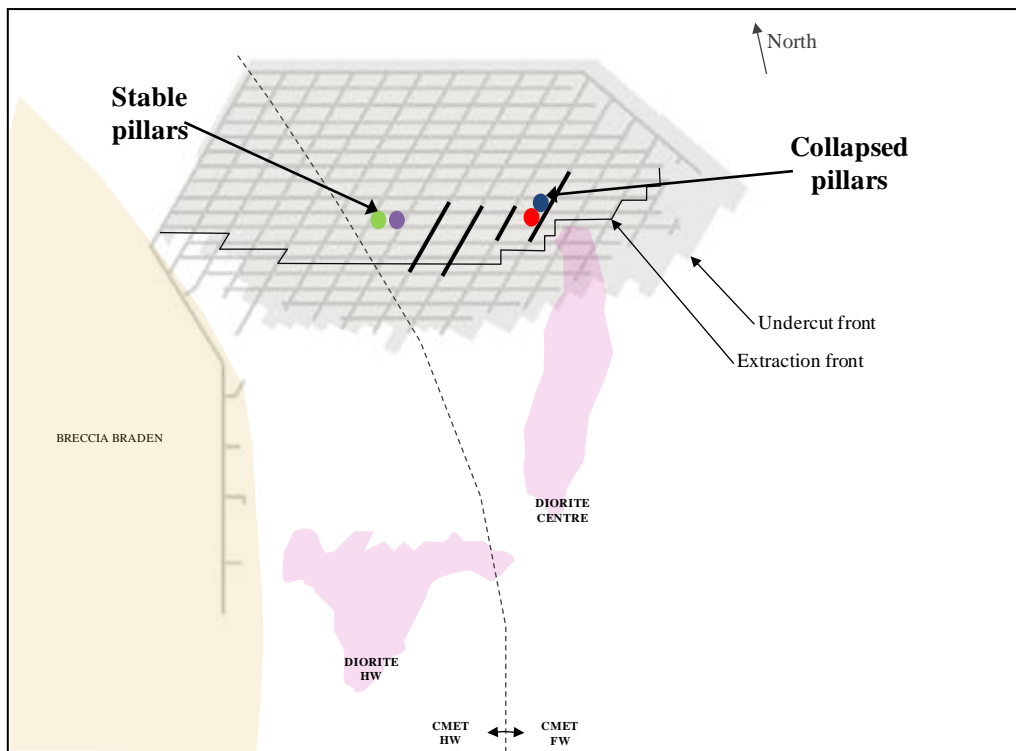 North
Stable
pillars
Collapsed
pillars
Undercut front
Extraction front
BRECCIA BRADEN
DIORITE
CENTRE
DIORITE
HW
CMET
HW
CMET
FW